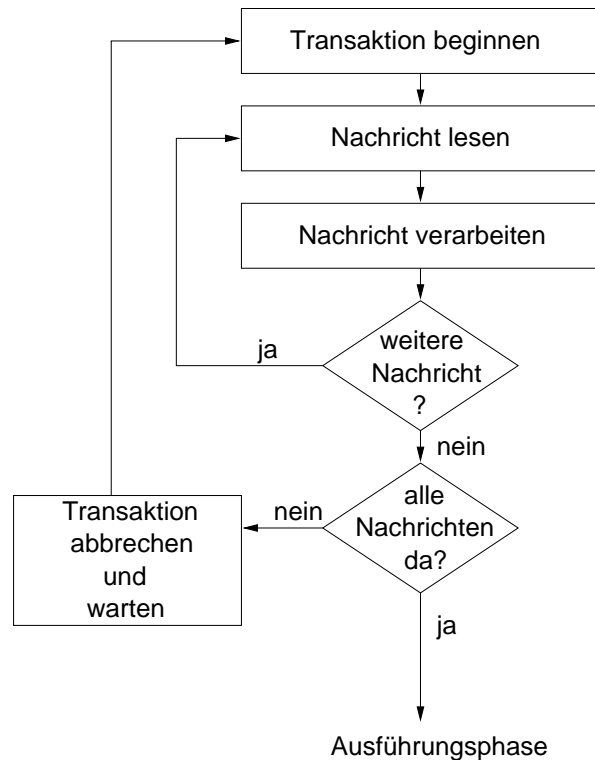 Transaktion beginnen
Nachricht lesen
Nachricht verarbeiten
weitere
Nachricht
?
ja
nein
alle
Nachrichten
da?
nein
Transaktion
abbrechen
und
warten
ja
Ausführungsphase